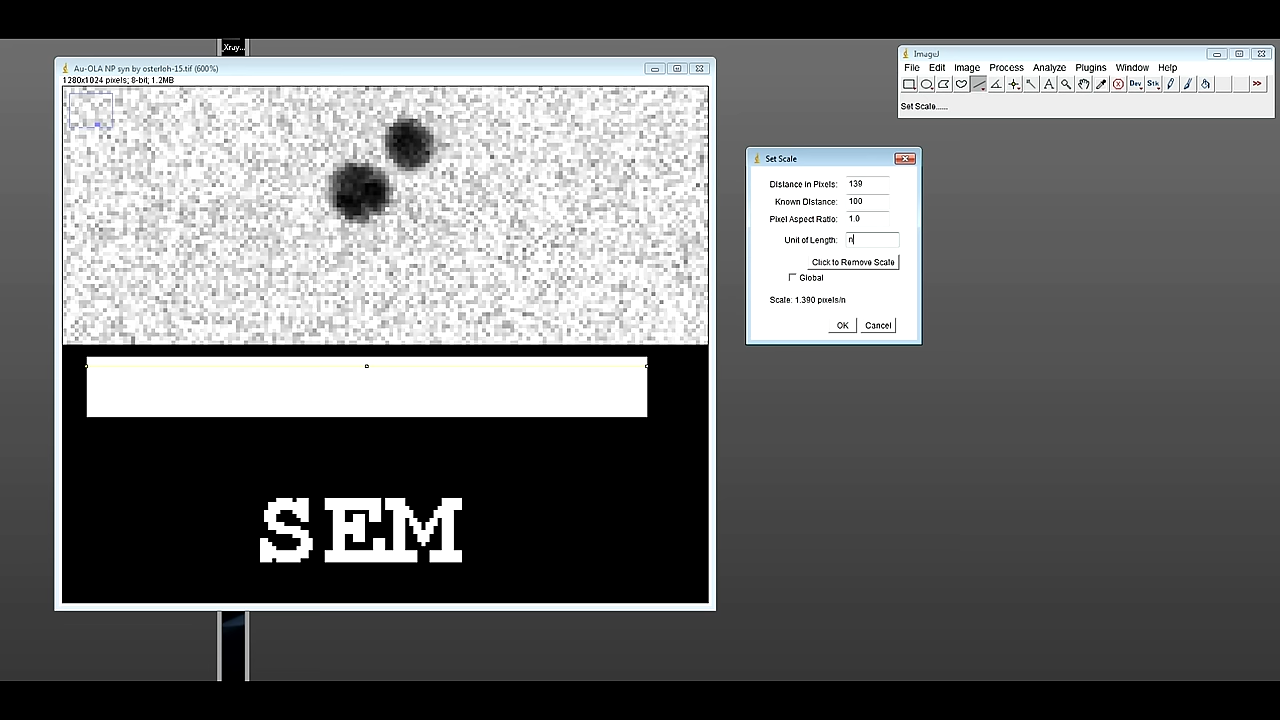 Xray...
Au-OLA NP syn by osterleh-15.tif (600%)
1280x1024 pixels; 8-bit; 1.2MB
SEM
ImageJ
File Edit Image Process Analyze Plugins Window Help
A Dev. Stk. >>
Set Scale......
Set Scale
Distance in Pixels: 139
Known Distance: 100
Pixel Aspect Ratio: 1.0
Unit of Length: n
Click to Remove Scale
Global
Scale: 1.390 pixels/n
OK Cancel